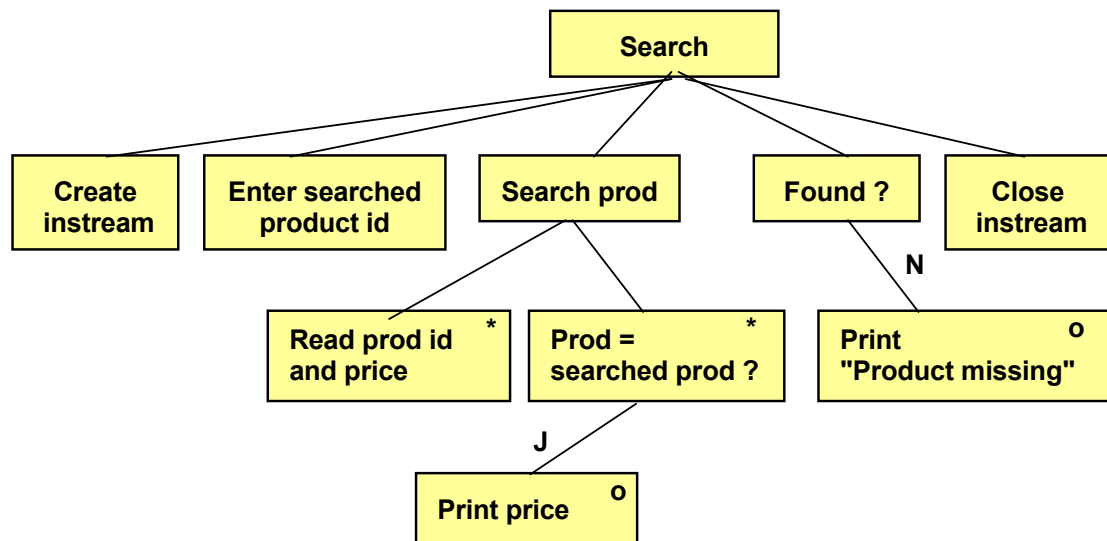 Search
Create
instream
Enter searched
product id
Search prod
Found ?
Close
instream
N
Read prod id *
and price
Prod = *
searched prod ?
Print o
"Product missing"
J
Print price o